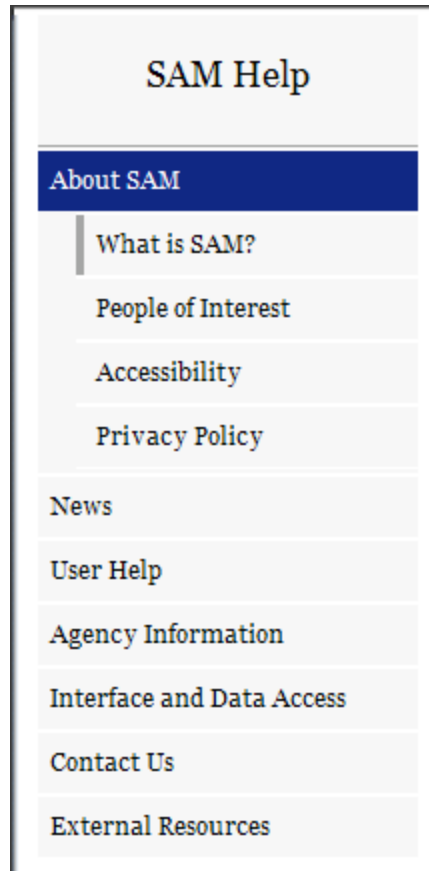 SAM Help
About SAM
What is SAM?
People of Interest
Accessibility
Privacy Policy
News
User Help
Agency Information
Interface and Data Access
Contact Us
External Resources